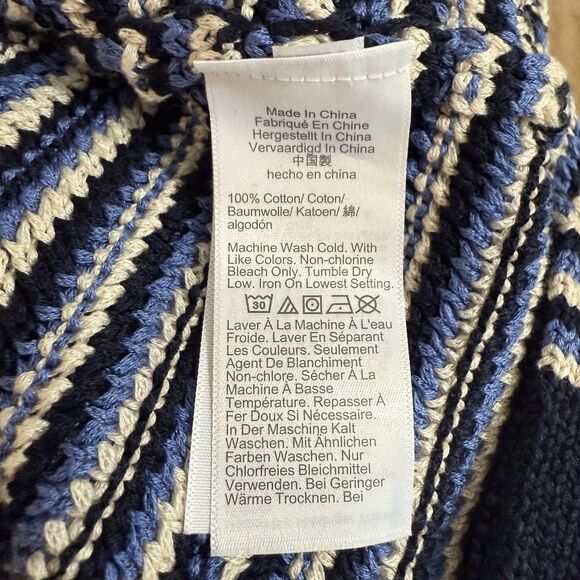 Made In China
Fabriqué En Chine
Hergestellt In China
Vervaardigd In China
中国製
hecho en china
100% Cotton/ Coton/
Baumwolle/ Katoen/ 綿/
algodón
Machine Wash Cold. With
Like Colors. Non-chlorine
Bleach Only. Tumble Dry
Low. Iron On Lowest Setting.
30
Laver À La Machine À L'eau
Froide. Laver En Séparant
Les Couleurs. Seulement
Agent De Blanchiment
Non-chlore. Sécher À La
Machine À Basse
Température. Repasser À
Fer Doux Si Nécessaire.
In Der Maschine Kalt
Waschen. Mit Ähnlichen
Farben Waschen. Nur
Chlorfreies Bleichmittel
Verwenden. Bei Geringer
Wärme Trocknen. Bei